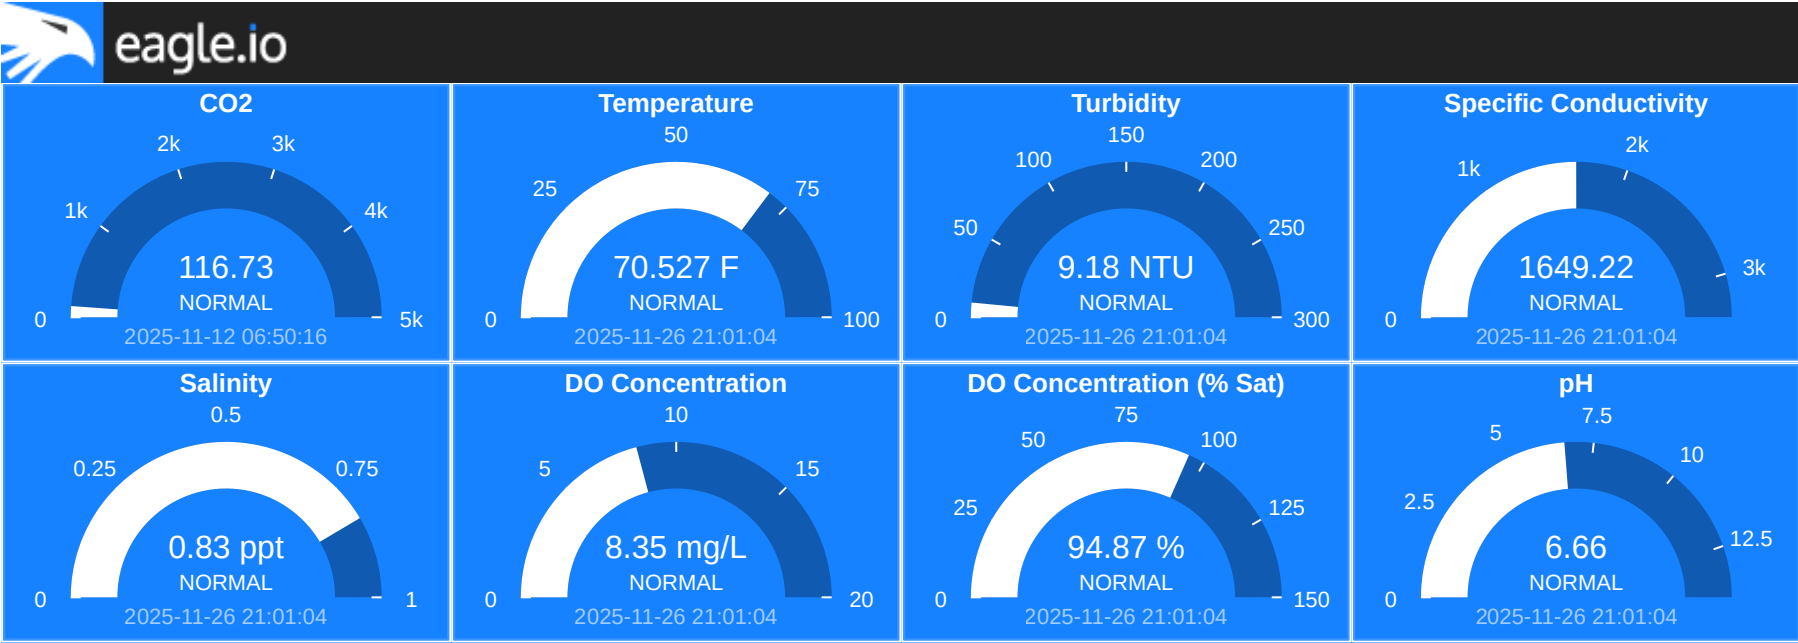 eagle.io
CO2
0
1k
2k
3k
4k
5k
116.73
NORMAL
2025-11-12 06:50:16
Temperature
0
25
50
75
100
70.527 F
NORMAL
2025-11-26 21:01:04
Turbidity
0
50
100
150
200
250
300
9.18 NTU
NORMAL
2025-11-26 21:01:04
Specific Conductivity
0
1k
2k
3k
1649.22
NORMAL
2025-11-26 21:01:04
Salinity
0
0.25
0.5
0.75
1
0.83 ppt
NORMAL
2025-11-26 21:01:04
DO Concentration
0
5
10
15
20
8.35 mg/L
NORMAL
2025-11-26 21:01:04
DO Concentration (% Sat)
0
25
50
75
100
125
150
94.87 %
NORMAL
2025-11-26 21:01:04
pH
0
2.5
5
7.5
10
12.5
6.66
NORMAL
2025-11-26 21:01:04